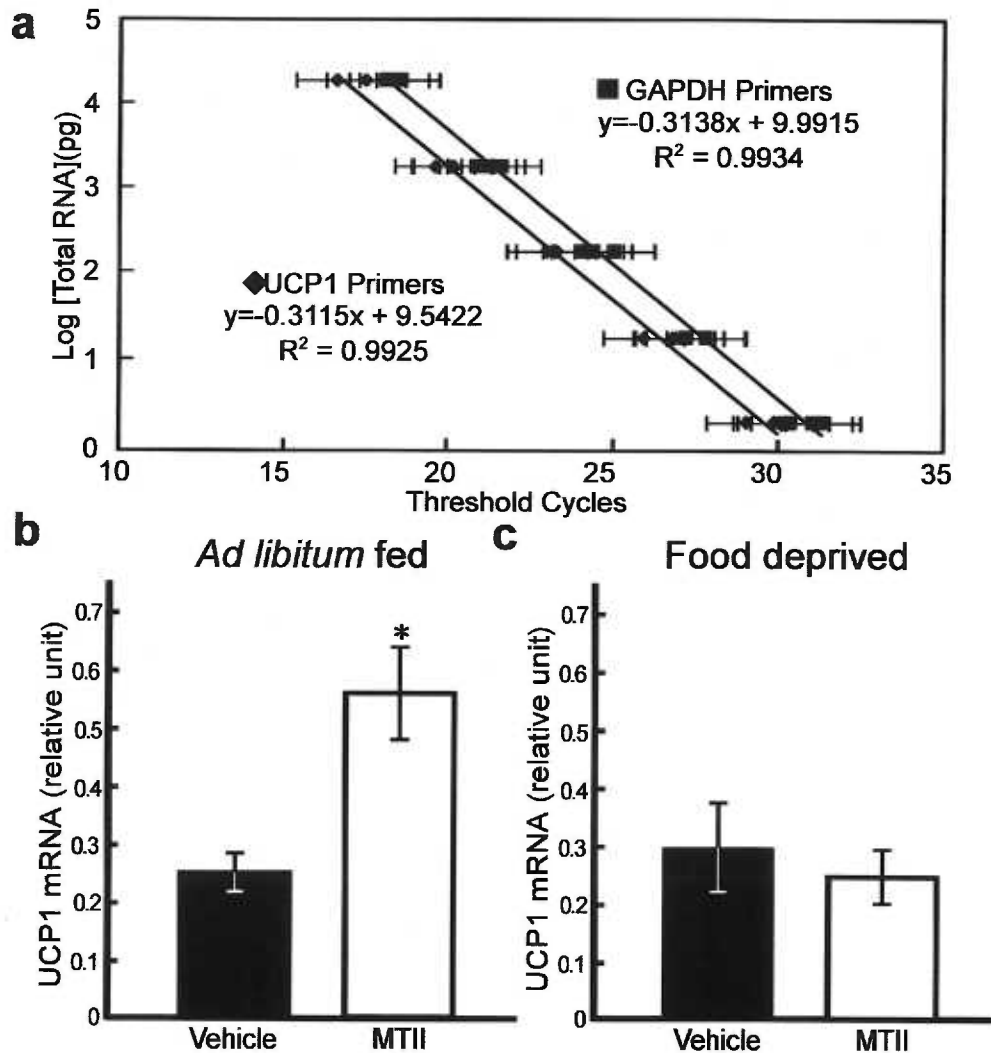 a
5
4
3
2
1
0
Log [Total RNA](pg)
■ GAPDH Primers
y=-0.3138x + 9.9915
R² = 0.9934
◆UCP1 Primers
y=-0.3115x + 9.5422
R² = 0.9925
10 15 20 25 30 35
Threshold Cycles
b
Ad libitum fed
UCP1 mRNA (relative unit)
0.7
0.6
0.5
0.4
0.3
0.2
0.1
0
*
Vehicle MTII
c
Food deprived
UCP1 mRNA (relative unit)
0.7
0.6
0.5
0.4
0.3
0.2
0.1
0
Vehicle MTII